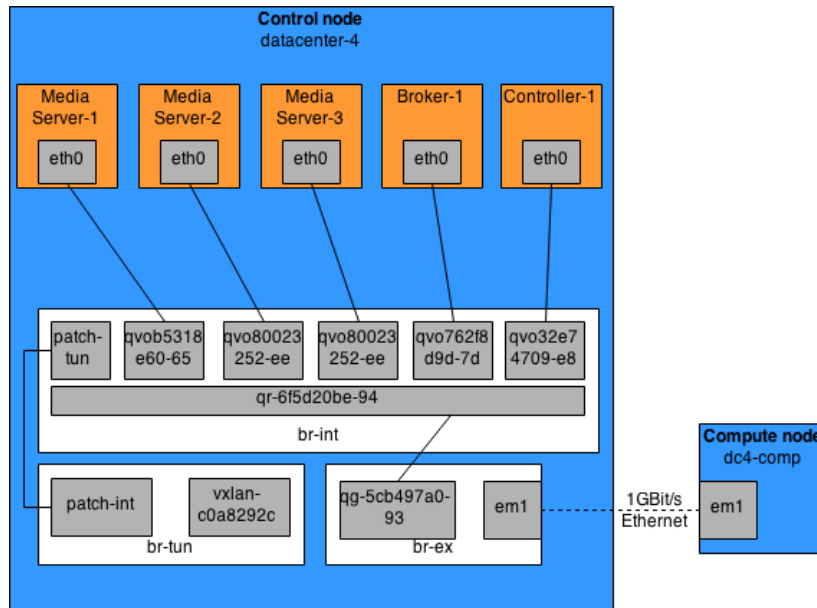 Control node
datacenter-4
Media
Server-1
Media
Server-2
Media
Server-3
Broker-1
Controller-1
eth0
eth0
eth0
eth0
eth0
patch-
tun
qvob5318
e60-65
qvo80023
252-ee
qvo80023
252-ee
qvo762f8
d9d-7d
qvo32e7
4709-e8
qr-6f5d20be-94
br-int
patch-int
vxlan-
c0a8292c
br-tun
qg-5cb497a0-
93
em1
br-ex
1GBit/s
Ethernet
Compute node
dc4-comp
em1